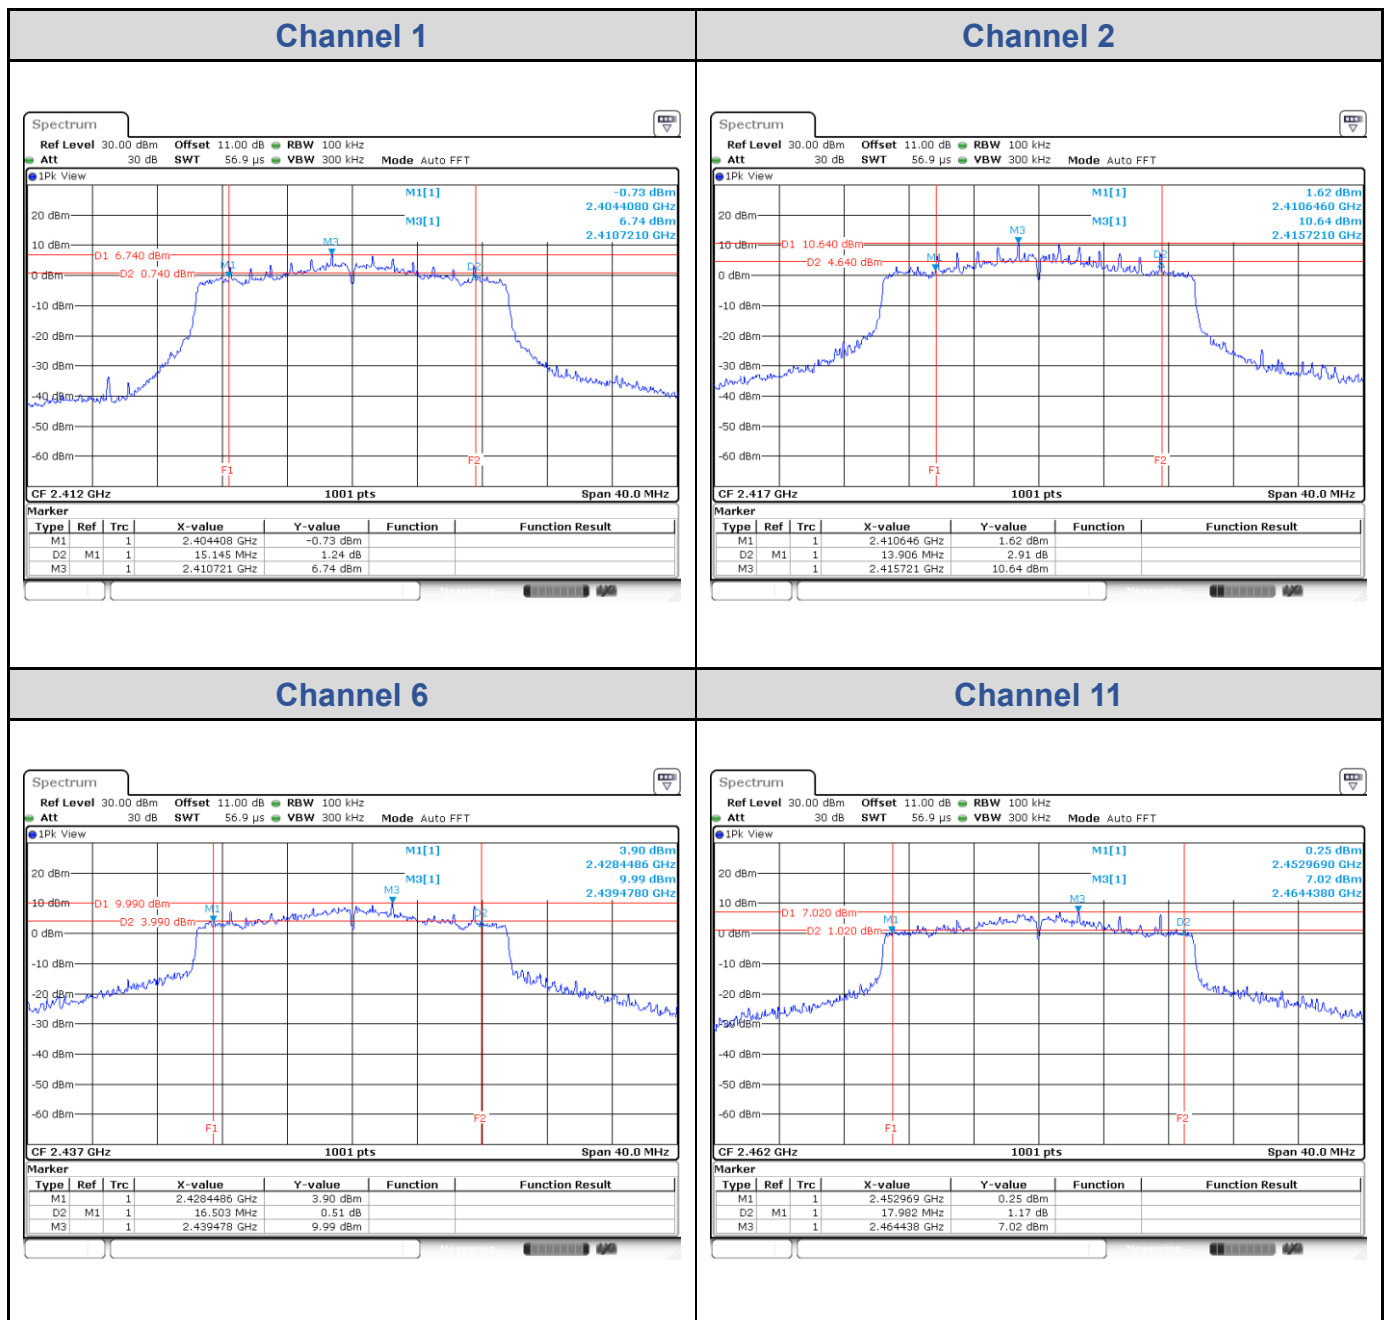 Channel 1
Spectrum
Ref Level 30.00 dBm Offset 11.00 dB RBW 100 kHz
Att 30 dB SWT 56.9 µs VBW 300 kHz Mode Auto FFT
1Pk View
M1[1] -0.73 dBm
2.4044080 GHz
20 dBm
M3[1] 6.74 dBm
2.4107210 GHz
10 dBm
M3
D1 6.740 dBm
M1
D2
0 dBm
D2 0.740 dBm
-10 dBm
-20 dBm
-30 dBm
-40 dBm
-50 dBm
-60 dBm
F1
F2
CF 2.412 GHz 1001 pts Span 40.0 MHz
Marker
Type Ref Trc X-value Y-value Function Function Result
M1 1 2.404408 GHz -0.73 dBm
D2 M1 1 15.145 MHz 1.24 dB
M3 1 2.410721 GHz 6.74 dBm
Measuring...
Channel 2
Spectrum
Ref Level 30.00 dBm Offset 11.00 dB RBW 100 kHz
Att 30 dB SWT 56.9 µs VBW 300 kHz Mode Auto FFT
1Pk View
M1[1] 1.62 dBm
2.4106460 GHz
20 dBm
M3[1] 10.64 dBm
2.4157210 GHz
M3
10 dBm
D1 10.640 dBm
M1
D2
D2 4.640 dBm
0 dBm
-10 dBm
-20 dBm
-30 dBm
-40 dBm
-50 dBm
-60 dBm
F1
F2
CF 2.417 GHz 1001 pts Span 40.0 MHz
Marker
Type Ref Trc X-value Y-value Function Function Result
M1 1 2.410646 GHz 1.62 dBm
D2 M1 1 13.906 MHz 2.91 dB
M3 1 2.415721 GHz 10.64 dBm
Measuring...
Channel 6
Spectrum
Ref Level 30.00 dBm Offset 11.00 dB RBW 100 kHz
Att 30 dB SWT 56.9 µs VBW 300 kHz Mode Auto FFT
1Pk View
M1[1] 3.90 dBm
2.4284486 GHz
20 dBm
M3[1] 9.99 dBm
2.4394780 GHz
M3
10 dBm
D1 9.990 dBm
M1
D2
D2 3.990 dBm
0 dBm
-10 dBm
-20 dBm
-30 dBm
-40 dBm
-50 dBm
-60 dBm
F1
F2
CF 2.437 GHz 1001 pts Span 40.0 MHz
Marker
Type Ref Trc X-value Y-value Function Function Result
M1 1 2.4284486 GHz 3.90 dBm
D2 M1 1 16.503 MHz 0.51 dB
M3 1 2.439478 GHz 9.99 dBm
Measuring...
Channel 11
Spectrum
Ref Level 30.00 dBm Offset 11.00 dB RBW 100 kHz
Att 30 dB SWT 56.9 µs VBW 300 kHz Mode Auto FFT
1Pk View
M1[1] 0.25 dBm
2.4529690 GHz
20 dBm
M3[1] 7.02 dBm
2.4644380 GHz
M3
10 dBm
D1 7.020 dBm
M1
D2
D2 1.020 dBm
0 dBm
-10 dBm
-20 dBm
-30 dBm
-40 dBm
-50 dBm
-60 dBm
F1
F2
CF 2.462 GHz 1001 pts Span 40.0 MHz
Marker
Type Ref Trc X-value Y-value Function Function Result
M1 1 2.452969 GHz 0.25 dBm
D2 M1 1 17.982 MHz 1.17 dB
M3 1 2.464438 GHz 7.02 dBm
Measuring...